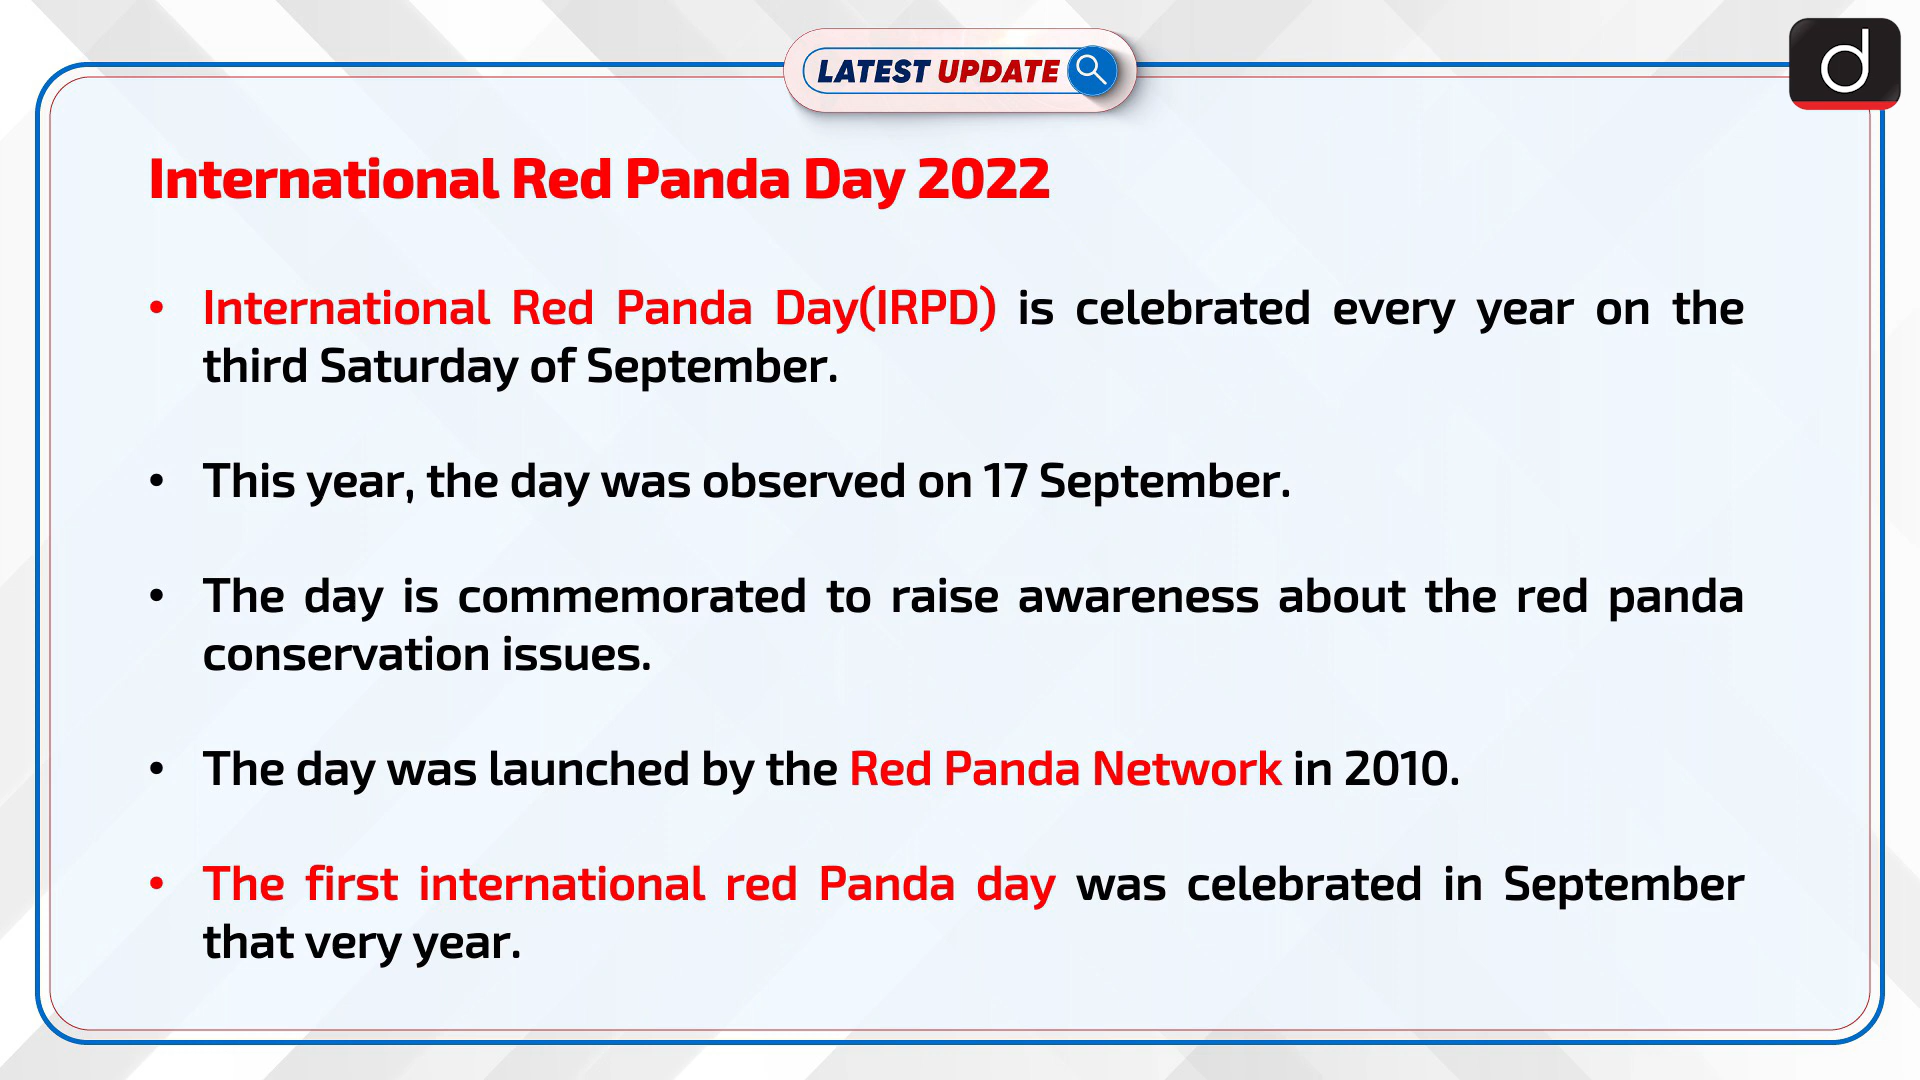 LATEST UPDATE
d
International Red Panda Day 2022
• International Red Panda Day(IRPD) is celebrated every year on the
third Saturday of September.
• This year, the day was observed on 17 September.
• The day is commemorated to raise awareness about the red panda
conservation issues.
• The day was launched by the Red Panda Network in 2010.
• The first international red Panda day was celebrated in September
that very year.